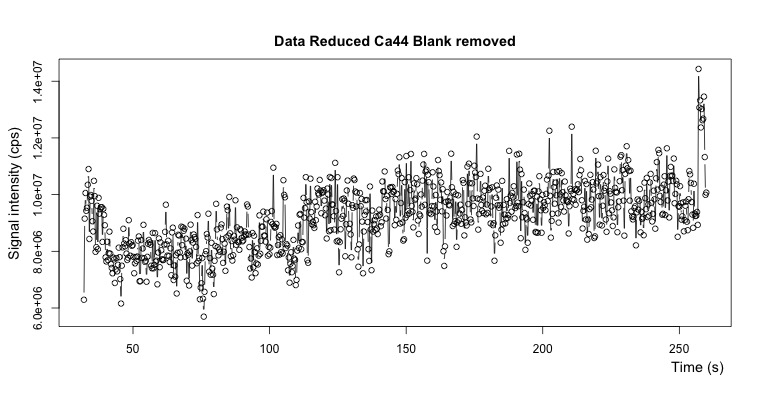 Data Reduced Ca44 Blank removed
Signal intensity (cps)
1.4e+07
1.2e+07
1.0e+07
8.0e+06
6.0e+06
50 100 150 200 250
Time (s)